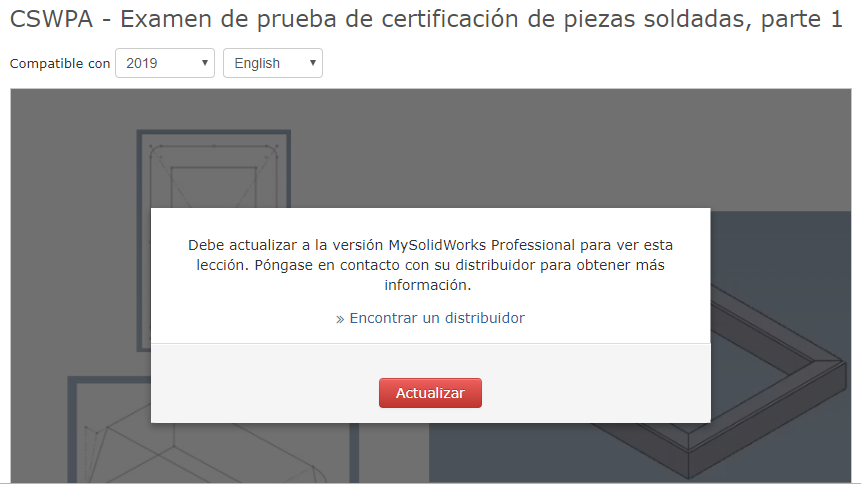 CSWPA - Examen de prueba de certificación de piezas soldadas, parte 1
Compatible con 2019 English
Debe actualizar a la versión MySolidWorks Professional para ver esta
lección. Póngase en contacto con su distribuidor para obtener más
información.
» Encontrar un distribuidor
Actualizar